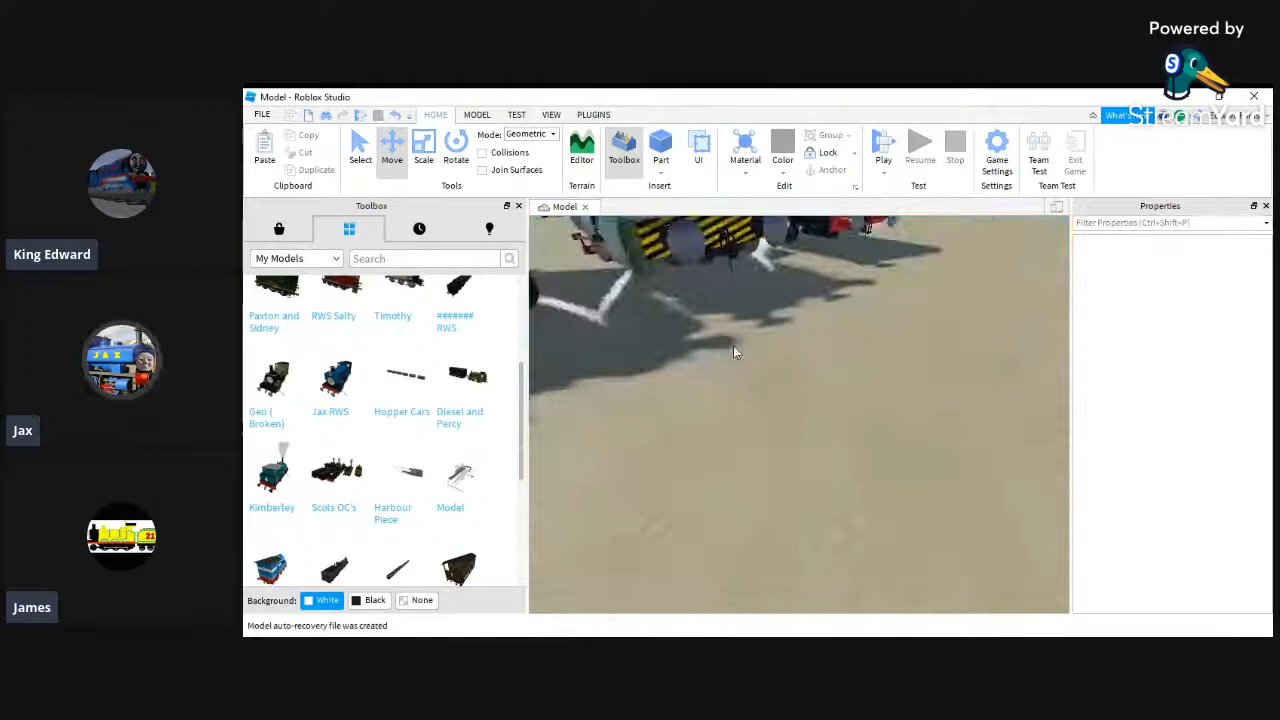 Powered by
StreamYard
Model - Roblox Studio
FILE HOME MODEL TEST VIEW PLUGINS What's
Paste Copy Cut Duplicate Select Move Scale Rotate Mode: Geometric Collisions Join Surfaces Editor Toolbox Part UI Material Color Group Lock Anchor Play Resume Stop Game Settings Team Test Exit Game
Clipboard Tools Terrain Insert Edit Test Settings Team Test
Toolbox Model Properties
Filter Properties (Ctrl+Shift+P)
My Models Search
Paxton and Sidney RWS Salty Timothy ####### RWS
Geo ( Broken) Jax RWS Hopper Cars Diesel and Percy
Kimberley Scots OC's Harbour Piece Model
Background: White Black None
Model auto-recovery file was created
King Edward
J A X
Jax
21
James